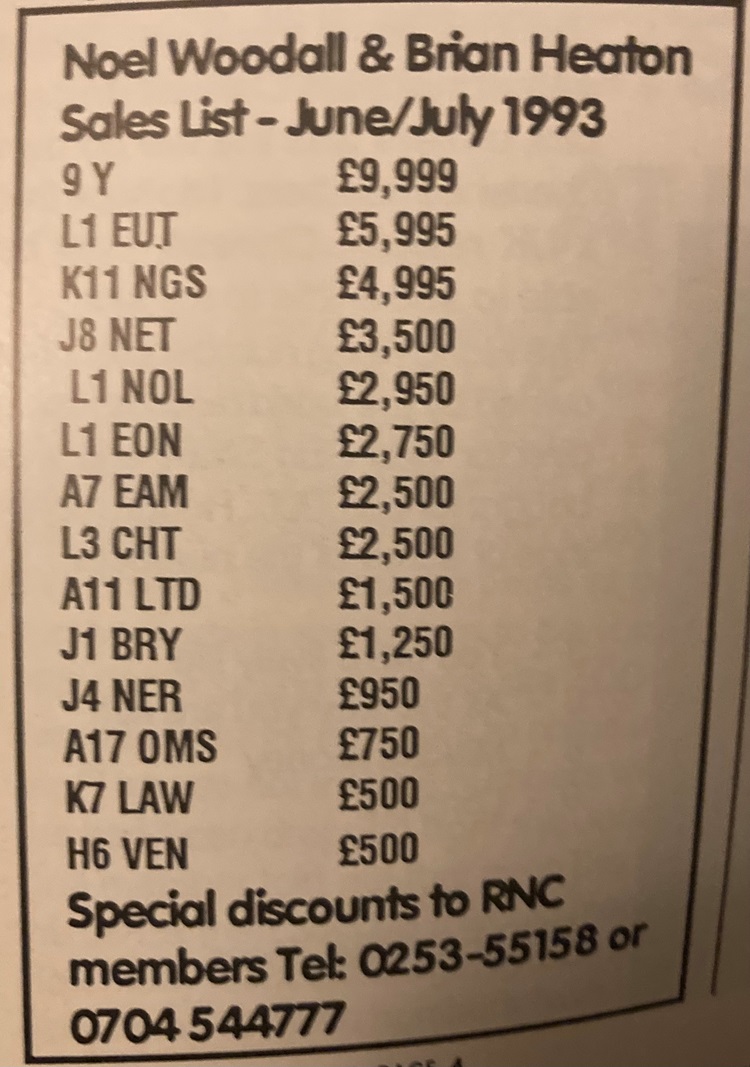 Noel Woodall & Brian Heaton
Sales List - June/July 1993
9 Y £9,999
L1 EUT £5,995
K11 NGS £4,995
J8 NET £3,500
L1 NOL £2,950
L1 EON £2,750
A7 EAM £2,500
L3 CHT £2,500
A11 LTD £1,500
J1 BRY £1,250
J4 NER £950
A17 OMS £750
K7 LAW £500
H6 VEN £500
Special discounts to RNC
members Tel: 0253-55158 or
0704 544777